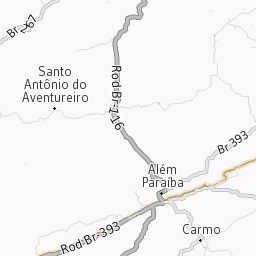 Br 267
Santo
Antônio do
Aventureiro
Rod Br-116
Br 393
Além
Paraíba
Rod Br-393
Carmo